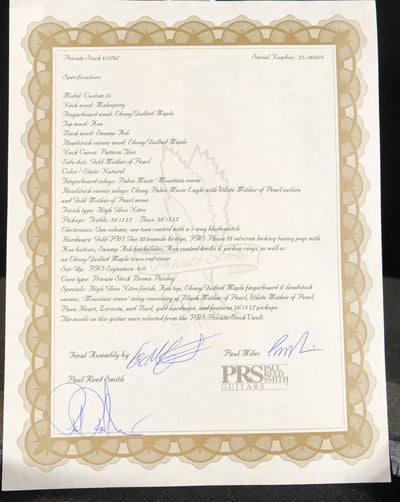 Private Stock #10767
Serial Number: 23-368474
Specifications:
Model: Custom 24
Neck wood: Mahogany
Fingerboard wood: Ebony/Quilted Maple
Top wood: Koa
Back wood: Swamp Ash
Headstock veneer wood: Ebony/Quilted Maple
Neck Carve: Pattern Thin
Side dots: Gold Mother of Pearl
Color / Stain: Natural
Fingerboard inlays: Paleo Music "Mountain scene"
Headstock veneer inlays: Ebony Paleo Music Eagle with White Mother of Pearl outline
and Gold Mother of Pearl moon
Finish type: High Gloss Nitro
Pickups: Treble: 58/15 LT Bass: 58/15 LT
Electronics: One volume, one tone control with a 5-way bladeswitch
Hardware: Gold PRS Gen III tremolo bridge, PRS Phase III setscrew locking tuning pegs with
Koa buttons, Swamp Ash backplates, Koa control knobs & pickup rings, as well as
an Ebony/Quilted Maple truss rod cover
Set-Up: PRS Signature .010
Case type: Private Stock Brown Paisley
Specials: High Gloss Nitro finish, Koa top, Ebony/Quilted Maple fingerboard & headstock
veneer, "Mountain scene" inlay consisting of Black Mother of Pearl, White Mother of Pearl,
Paua Heart, Ziricote, and Burl, gold hardware, and features 58/15 LT pickups.
The woods on this guitar were selected from the PRS Private Stock Vault.
Private Stock
Final Assembly by
Paul Miles
Paul Reed Smith
PRS PAUL REED SMITH
GUITARS